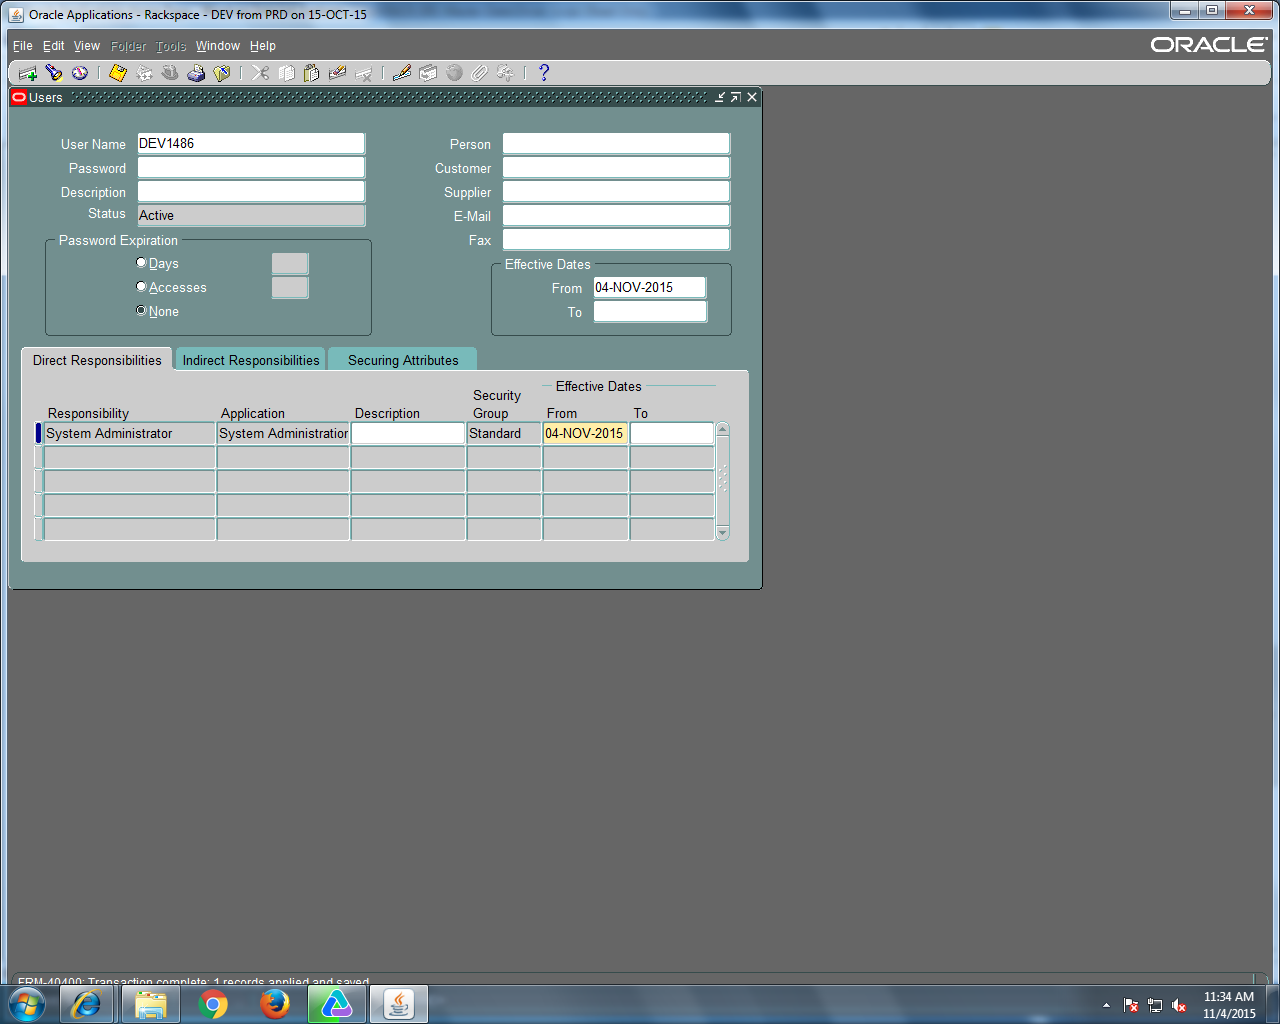 Oracle Applications - Rackspace - DEV from PRD on 15-OCT-15
File Edit View Folder Tools Window Help
ORACLE
Users
User Name DEV1486
Password
Description
Status Active
Person
Customer
Supplier
E-Mail
Fax
Password Expiration
Days
Accesses
None
Effective Dates
From 04-NOV-2015
To
Direct Responsibilities Indirect Responsibilities Securing Attributes
Effective Dates
Responsibility Application Description Security Group From To
System Administrator System Administration Standard 04-NOV-2015
FRM-40400: Transaction complete: 1 records applied and saved.
11:34 AM
11/4/2015